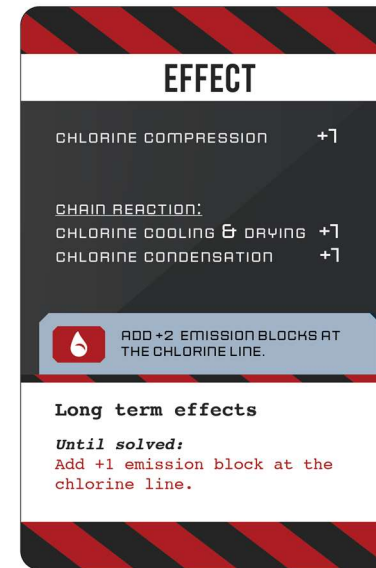 EFFECT
CHLORINE COMPRESSION +1
CHAIN REACTION:
CHLORINE COOLING & DRYING +1
CHLORINE CONDENSATION +1
ADD +2 EMISSION BLOCKS AT
THE CHLORINE LINE.
Long term effects
Until solved:
Add +1 emission block at the
chlorine line.